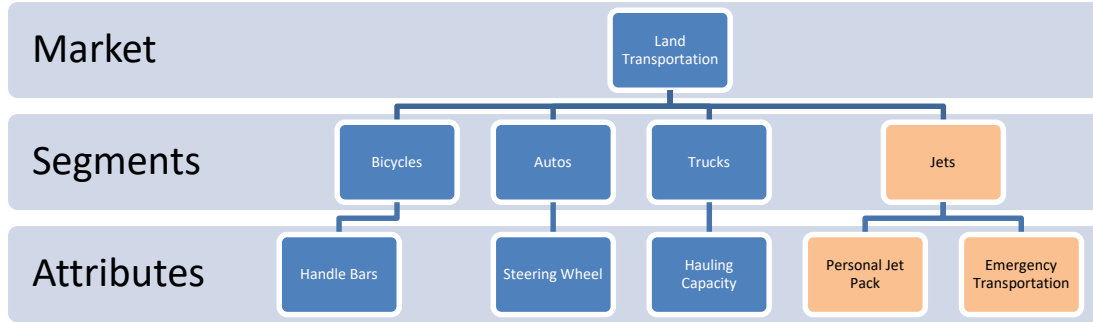 Market
Land
Transportation
Segments
Bicycles
Autos
Trucks
Jets
Attributes
Handle Bars
Steering Wheel
Hauling
Capacity
Personal Jet
Pack
Emergency
Transportation